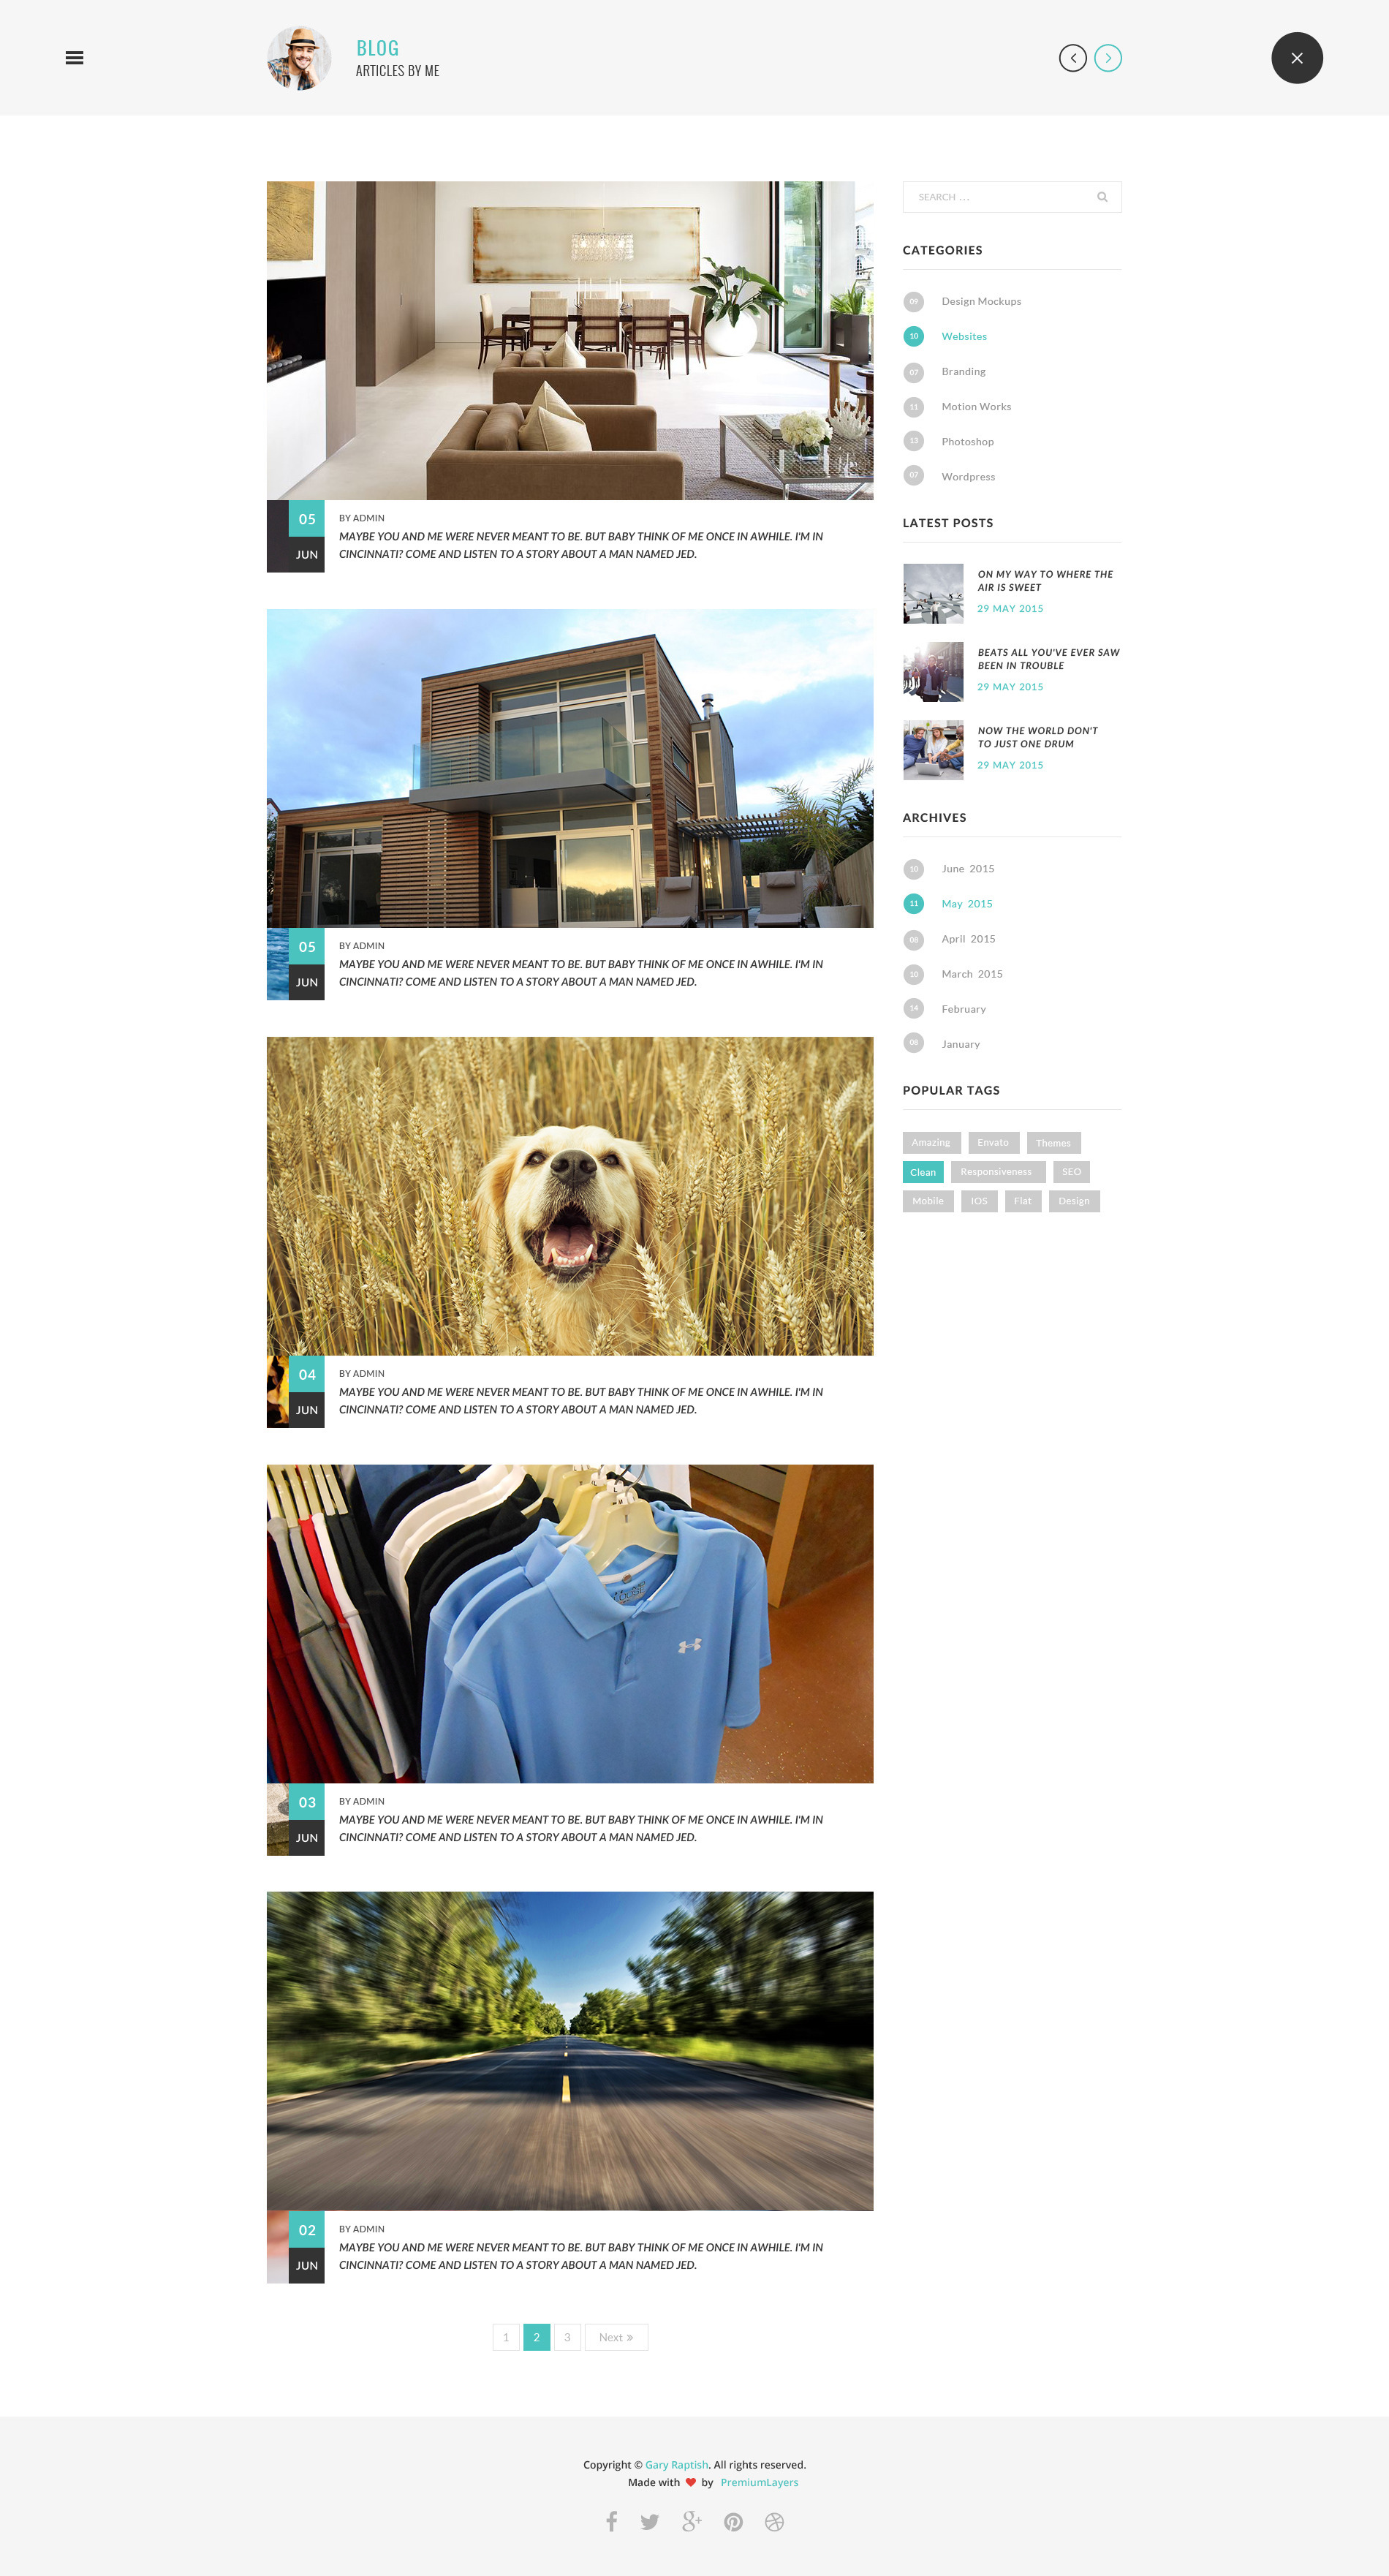 BLOG
ARTICLES BY ME
05
JUN
BY ADMIN
MAYBE YOU AND ME WERE NEVER MEANT TO BE. BUT BABY THINK OF ME ONCE IN AWHILE. I'M IN
CINCINNATI? COME AND LISTEN TO A STORY ABOUT A MAN NAMED JED.
05
JUN
BY ADMIN
MAYBE YOU AND ME WERE NEVER MEANT TO BE. BUT BABY THINK OF ME ONCE IN AWHILE. I'M IN
CINCINNATI? COME AND LISTEN TO A STORY ABOUT A MAN NAMED JED.
04
JUN
BY ADMIN
MAYBE YOU AND ME WERE NEVER MEANT TO BE. BUT BABY THINK OF ME ONCE IN AWHILE. I'M IN
CINCINNATI? COME AND LISTEN TO A STORY ABOUT A MAN NAMED JED.
03
JUN
BY ADMIN
MAYBE YOU AND ME WERE NEVER MEANT TO BE. BUT BABY THINK OF ME ONCE IN AWHILE. I'M IN
CINCINNATI? COME AND LISTEN TO A STORY ABOUT A MAN NAMED JED.
02
JUN
BY ADMIN
MAYBE YOU AND ME WERE NEVER MEANT TO BE. BUT BABY THINK OF ME ONCE IN AWHILE. I'M IN
CINCINNATI? COME AND LISTEN TO A STORY ABOUT A MAN NAMED JED.
1 2 3 Next »
SEARCH ...
CATEGORIES
09 Design Mockups
10 Websites
07 Branding
11 Motion Works
13 Photoshop
07 Wordpress
LATEST POSTS
ON MY WAY TO WHERE THE
AIR IS SWEET
29 MAY 2015
BEATS ALL YOU'VE EVER SAW
BEEN IN TROUBLE
29 MAY 2015
NOW THE WORLD DON'T
TO JUST ONE DRUM
29 MAY 2015
ARCHIVES
10 June 2015
11 May 2015
08 April 2015
10 March 2015
14 February
08 January
POPULAR TAGS
Amazing Envato Themes
Clean Responsiveness SEO
Mobile IOS Flat Design
Copyright © Gary Raptish. All rights reserved.
Made with ❤ by PremiumLayers